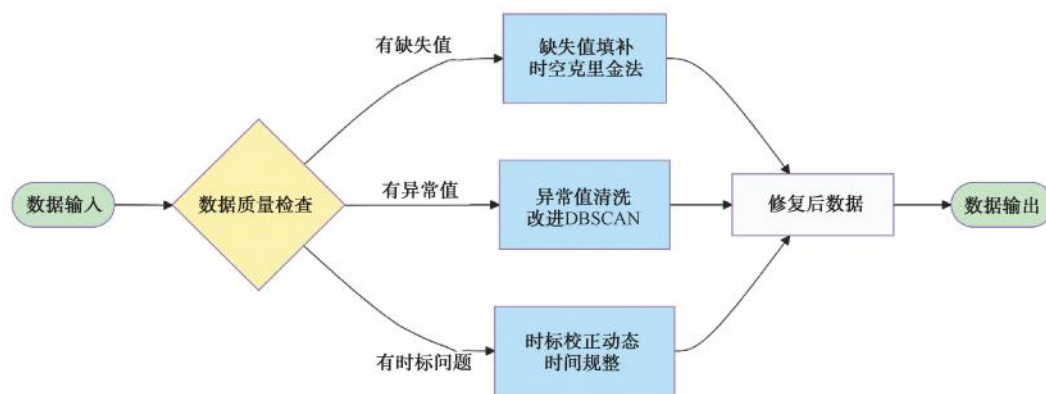 有缺失值
缺失值填补
时空克里金法
数据输入
数据质量检查
有异常值
异常值清洗
改进DBSCAN
修复后数据
数据输出
有时标问题
时标校正动态
时间规整